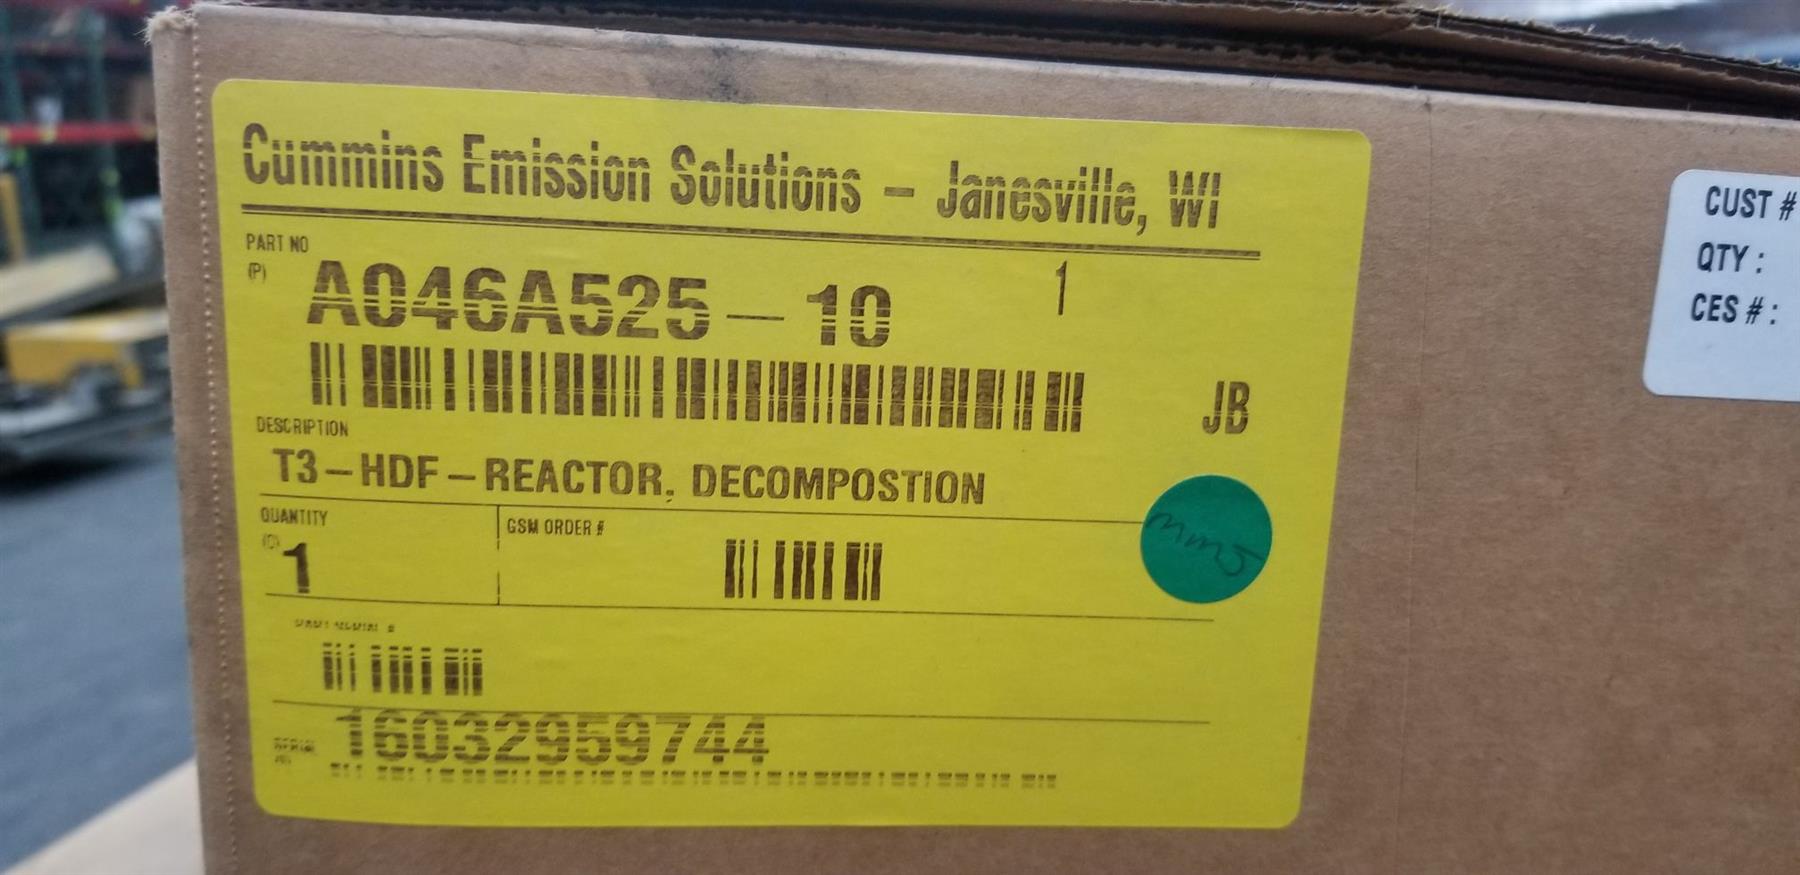 Cummins Emission Solutions - Janesville, WI
PART NO
(P)
A046A525-10
1
JB
DESCRIPTION
T3-HDF-REACTOR, DECOMPOSTION
QUANTITY
GSM ORDER #
1
16032959744
SERIAL
CUST #
QTY :
CES # :